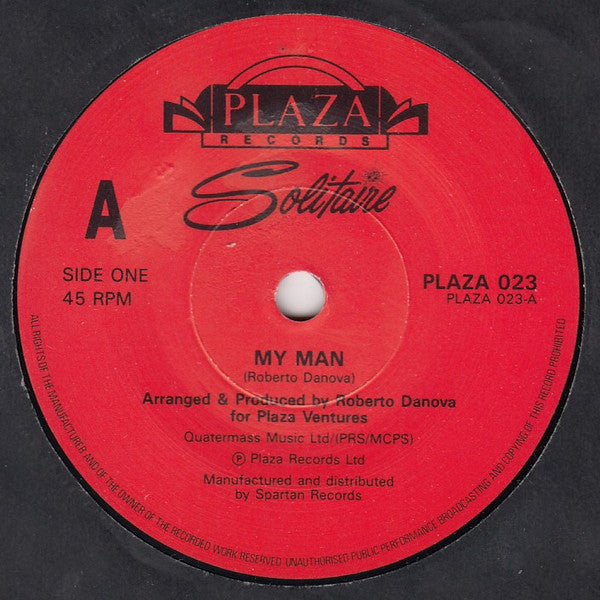 PLAZA
RECORDS
Solitaire
A
SIDE ONE
45 RPM
PLAZA 023
PLAZA 023-A
MY MAN
(Roberto Danova)
Arranged & Produced by Roberto Danova
for Plaza Ventures
Quatermass Music Ltd/(PRS/MCPS)
Ⓟ Plaza Records Ltd
Manufactured and distributed
by Spartan Records
ALL RIGHTS OF THE MANUFACTURER AND OF THE OWNER OF THE RECORDED WORK RESERVED UNAUTHORISED PUBLIC PERFORMANCE BROADCASTING AND COPYING OF THIS RECORD PROHIBITED